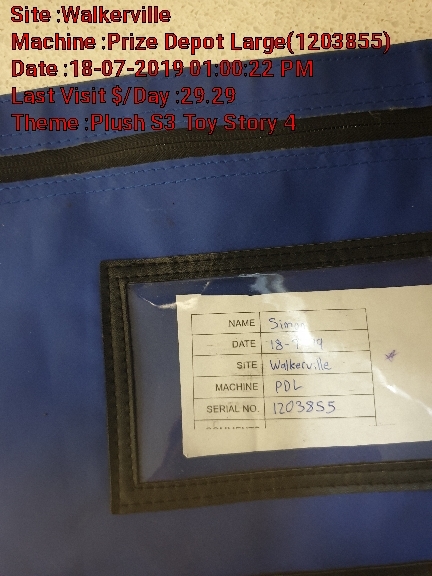 Site :Walkerville
Machine :Prize Depot Large(1203855)
Date :18-07-2019 01:00:22 PM
Last Visit $/Day :29.29
Theme :Plush S3 Toy Story 4
NAME
DATE 18-
SITE Walkerville
MACHINE PDL
SERIAL NO. 1203855